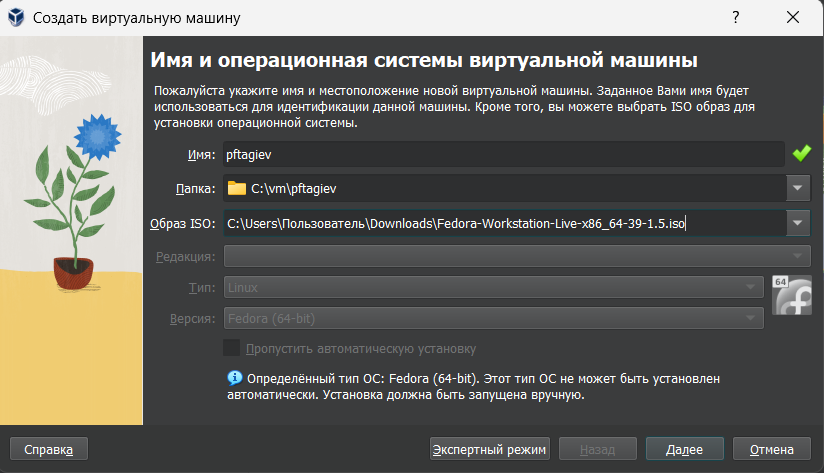 Создать виртуальную машину
?
Имя и операционная системы виртуальной машины
Пожалуйста укажите имя и местоположение новой виртуальной машины. Заданное Вами имя будет
использоваться для идентификации данной машины. Кроме того, вы можете выбрать ISO образ для
установки операционной системы.
Имя: pftagiev
Папка: C:\vm\pftagiev
Образ ISO: C:\Users\Пользователь\Downloads\Fedora-Workstation-Live-x86_64-39-1.5.iso
Редакция:
Тип: Linux
64
Версия: Fedora (64-bit)
Пропустить автоматическую установку
Определённый тип ОС: Fedora (64-bit). Этот тип ОС не может быть установлен
автоматически. Установка должна быть запущена вручную.
Справка Экспертный режим Назад Далее Отмена